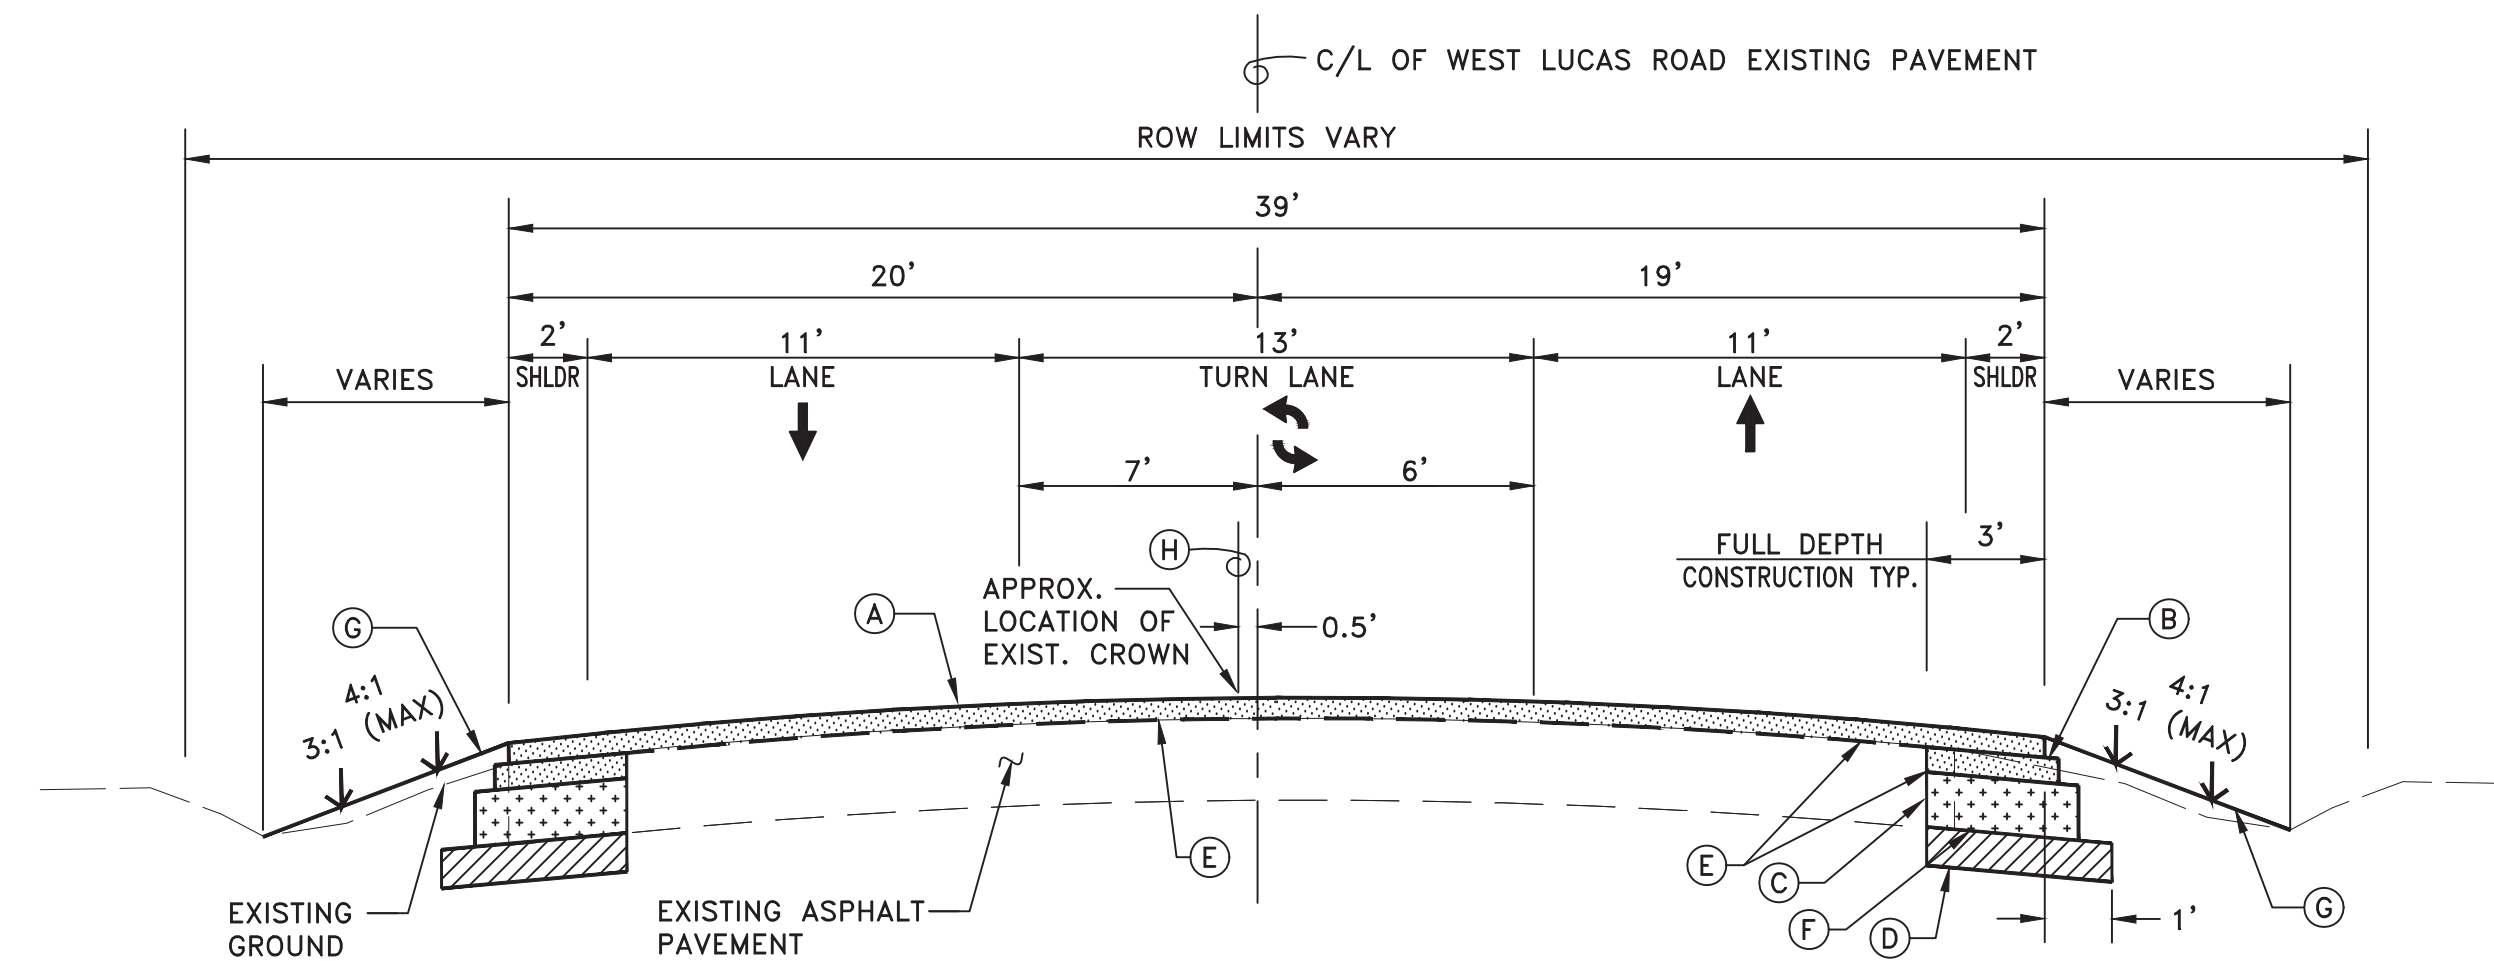 C/L OF WEST LUCAS ROAD EXISTING PAVEMENT
ROW LIMITS VARY
39'
20' 19'
2' 11' 13' 11' 2'
VARIES SHLDR LANE TURN LANE LANE SHLDR VARIES
7' 6'
FULL DEPTH 3'
CONSTRUCTION TYP.
H
APPROX.
LOCATION OF
EXIST. CROWN
0.5'
A
G
B
3:1 4:1
(MAX)
3:1 4:1
(MAX)
E
E
C
F
D
G
1'
EXISTING
GROUND
EXISTING ASPHALT
PAVEMENT